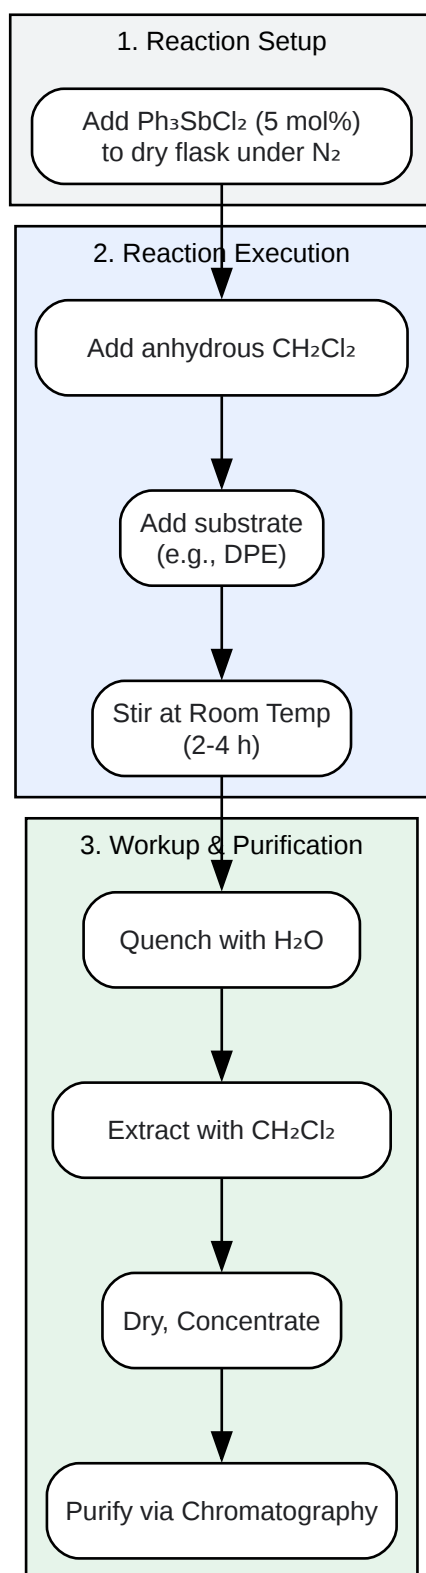 1. Reaction Setup
Add Ph₃SbCl₂ (5 mol%)
to dry flask under N₂
2. Reaction Execution
Add anhydrous CH₂Cl₂
Add substrate
(e.g., DPE)
Stir at Room Temp
(2-4 h)
3. Workup & Purification
Quench with H₂O
Extract with CH₂Cl₂
Dry, Concentrate
Purify via Chromatography